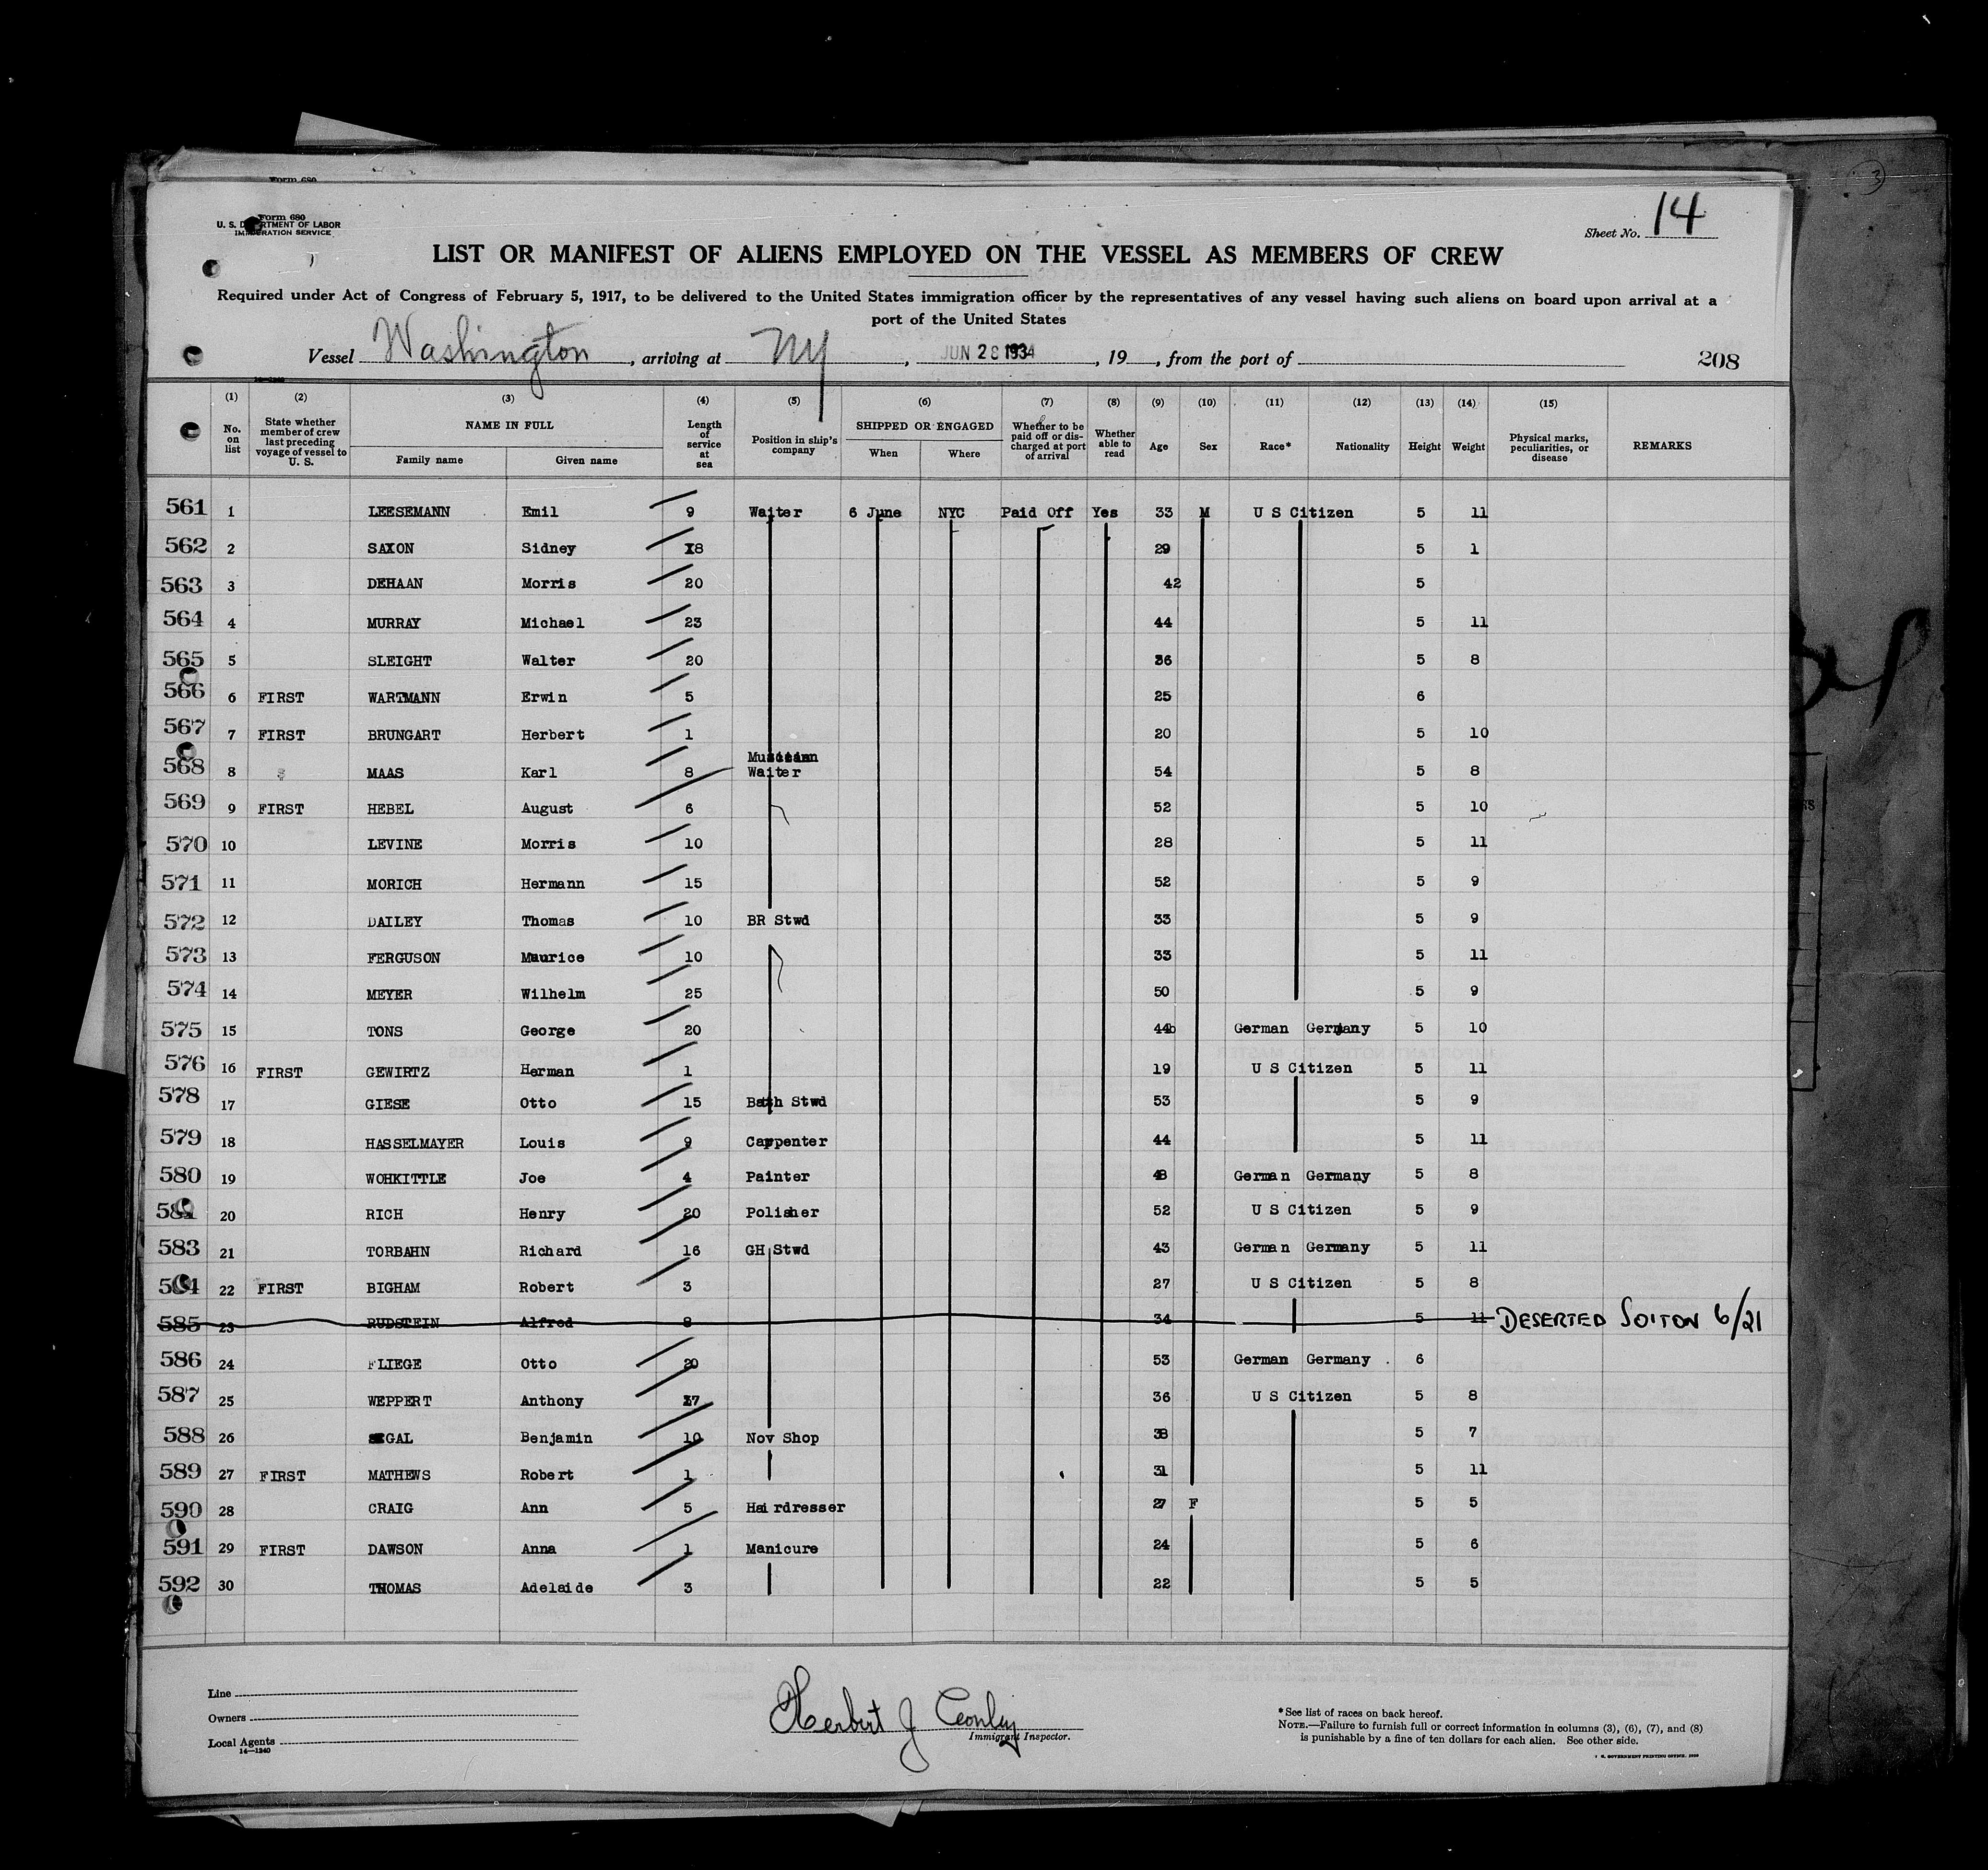 Form 680
3
Form 680
U. S. DEPARTMENT OF LABOR
IMMIGRATION SERVICE
Sheet No. 14
LIST OR MANIFEST OF ALIENS EMPLOYED ON THE VESSEL AS MEMBERS OF CREW
Required under Act of Congress of February 5, 1917, to be delivered to the United States immigration officer by the representatives of any vessel having such aliens on board upon arrival at a
port of the United States
Vessel Washington, arriving at NY, JUN 28 1934, 19, from the port of 208
14—1240
(1) (2) (3) (4) (5) (6) (7) (8) (9) (10) (11) (12) (13) (14) (15)
No. on list State whether member of crew last preceding voyage of vessel to U. S. NAME IN FULL Length of service at sea Position in ship's company SHIPPED OR ENGAGED Whether to be paid off or discharged at port of arrival Whether able to read Age Sex Race* Nationality Height Weight Physical marks, peculiarities, or disease REMARKS
Family name Given name When Where
561 1 LEESEMANN Emil 9 Waiter 6 June NYC Paid Off Yes 33 M U S Citizen 5 11
562 2 SAXON Sidney 18 29 5 1
563 3 DEHAAN Morris 20 42 5
564 4 MURRAY Michael 23 44 5 11
565 5 SLEIGHT Walter 20 36 5 8
566 6 FIRST WARTMANN Erwin 5 25 6
567 7 FIRST BRUNGART Herbert 1 20 5 10
Musician
568 8 MAAS Karl 8 Waiter 54 5 8
569 9 FIRST HEBEL August 6 52 5 10
570 10 LEVINE Morris 10 28 5 11
571 11 MORICH Hermann 15 52 5 9
572 12 DAILEY Thomas 10 BR Stwd 33 5 9
573 13 FERGUSON Maurice 10 33 5 11
574 14 MEYER Wilhelm 25 50 5 9
575 15 TONS George 20 44 German Germany 5 10
576 16 FIRST GEWIRTZ Herman 1 19 U S Citizen 5 11
578 17 GIESE Otto 15 Bath Stwd 53 5 9
579 18 HASSELMAYER Louis 9 Carpenter 44 5 11
580 19 WOHKITTLE Joe 4 Painter 48 German Germany 5 8
581 20 RICH Henry 20 Polisher 52 U S Citizen 5 9
583 21 TORBAHN Richard 16 GH Stwd 43 German Germany 5 11
584 22 FIRST BIGHAM Robert 3 27 U S Citizen 5 8
585 23 RUDSTEIN Alfred 8 34 5 11 DESERTED SOITON 6/21
586 24 FLIEGE Otto 20 53 German Germany 6
587 25 WEPPERT Anthony 17 36 U S Citizen 5 8
588 26 SEGAL Benjamin 10 Nov Shop 38 5 7
589 27 FIRST MATHEWS Robert 1 31 5 11
590 28 CRAIG Ann 5 Hairdresser 27 F 5 5
591 29 FIRST DAWSON Anna 1 Manicure 24 5 6
592 30 THOMAS Adelaide 3 22 5 5
Line
Owners
Local Agents
14—1240
Herbert J Conley
Immigrant Inspector.
*See list of races on back hereof.
NOTE.—Failure to furnish full or correct information in columns (3), (6), (7), and (8)
is punishable by a fine of ten dollars for each alien. See other side.